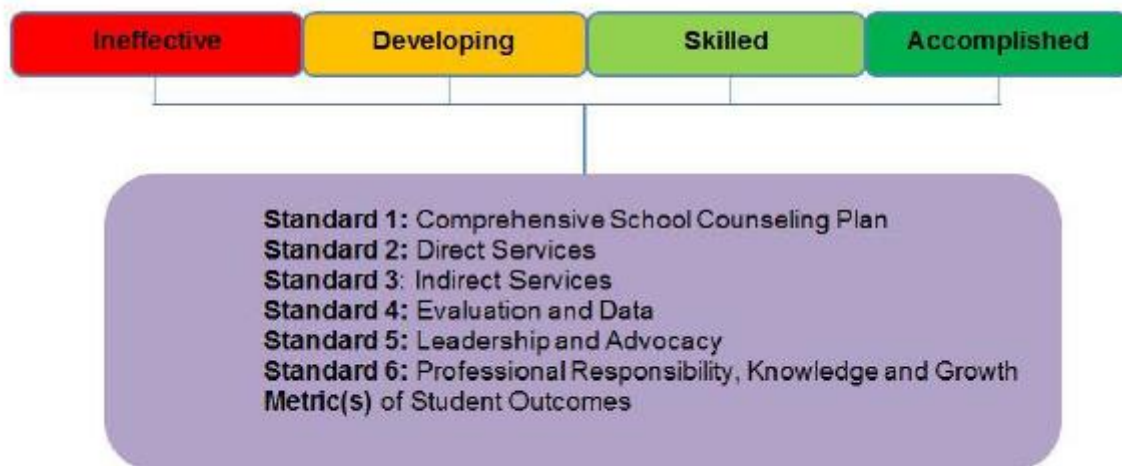 Ineffective Developing Skilled Accomplished
Standard 1: Comprehensive School Counseling Plan
Standard 2: Direct Services
Standard 3: Indirect Services
Standard 4: Evaluation and Data
Standard 5: Leadership and Advocacy
Standard 6: Professional Responsibility, Knowledge and Growth
Metric(s) of Student Outcomes